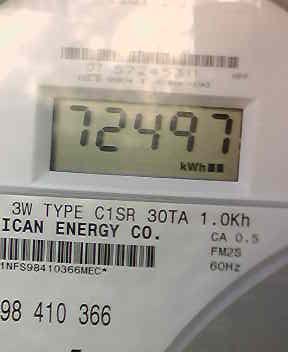 72497
kWh
3W TYPE C1SR 30TA 1.0Kh
ICAN ENERGY CO.
CA 0.5
FM2S
60Hz
1NFS98410366MEC*
98 410 366